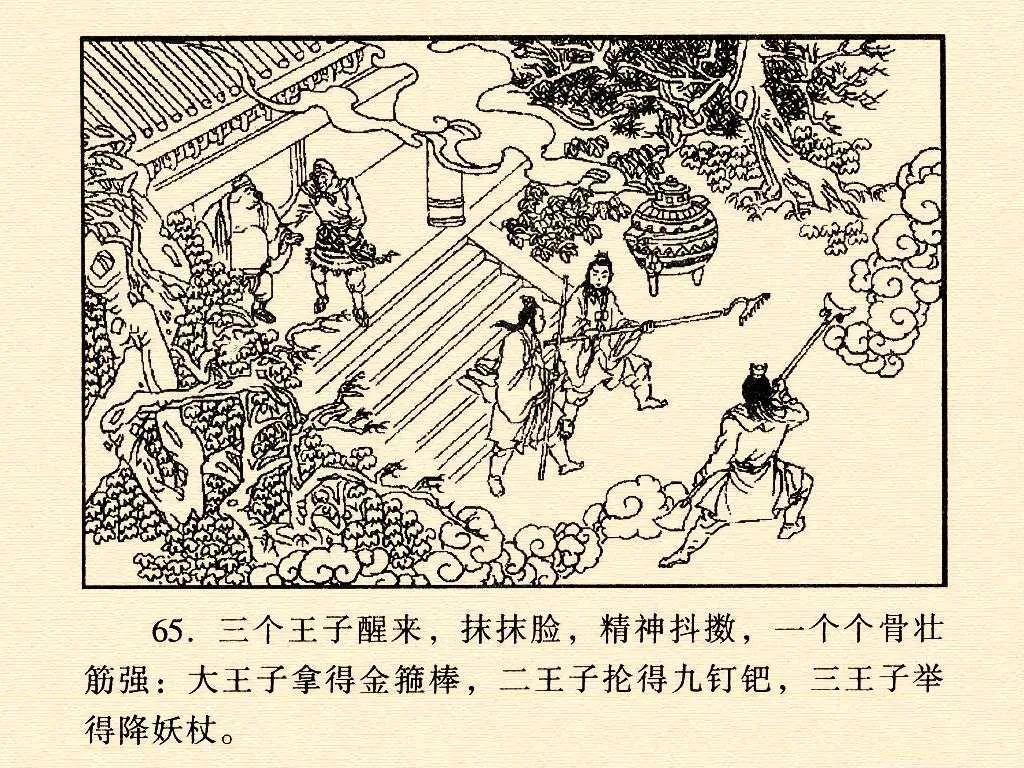 65. 三个王子醒来，抹抹脸，精神抖擞，一个个骨壮
筋强：大王子拿得金箍棒，二王子抡得九钉钯，三王子举
得降妖杖。